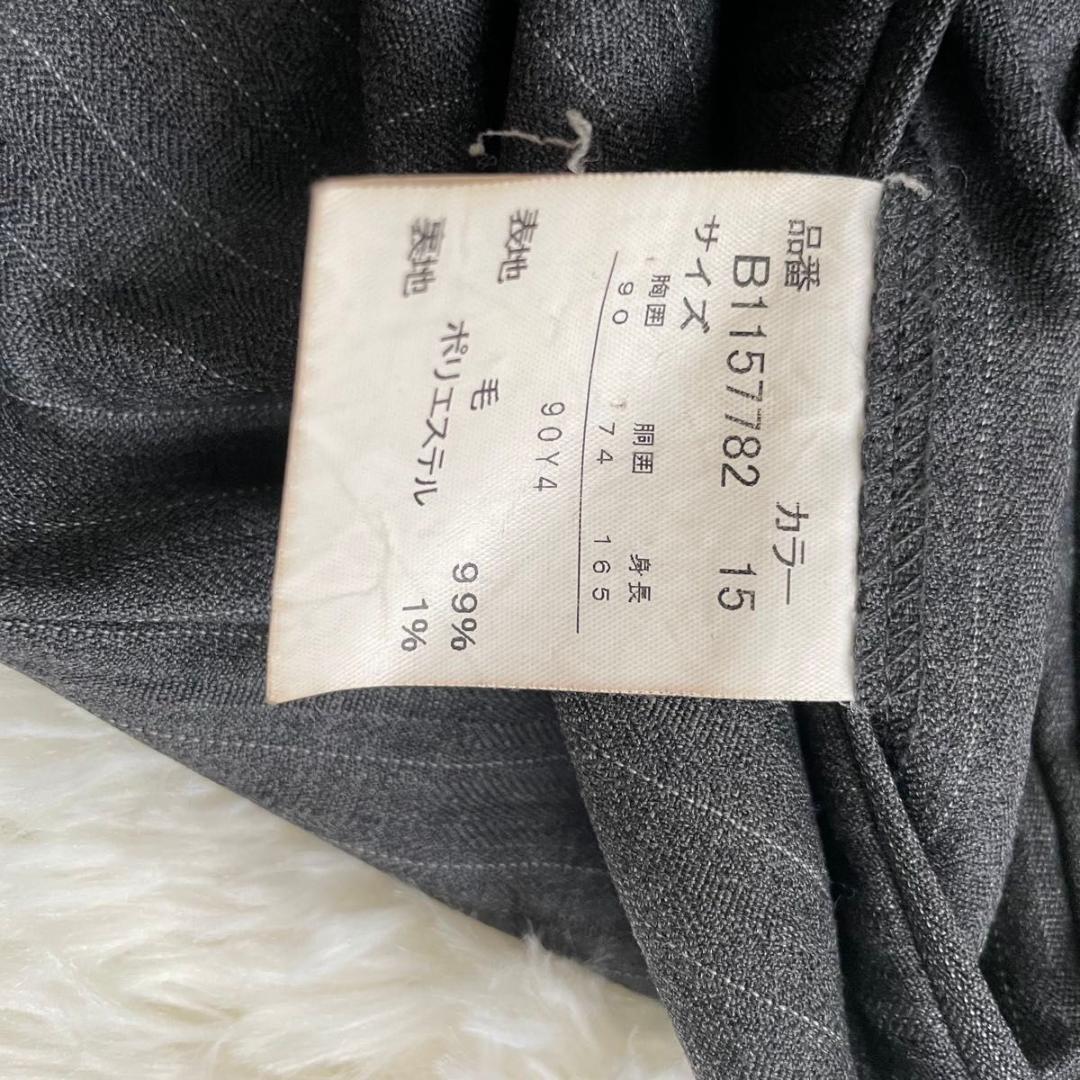 品番 カラー
B1157782 15
サイズ
胸囲 胴囲 身長
90 74 165
90Y4
表地 毛 99%
裏地 ポリエステル 1%